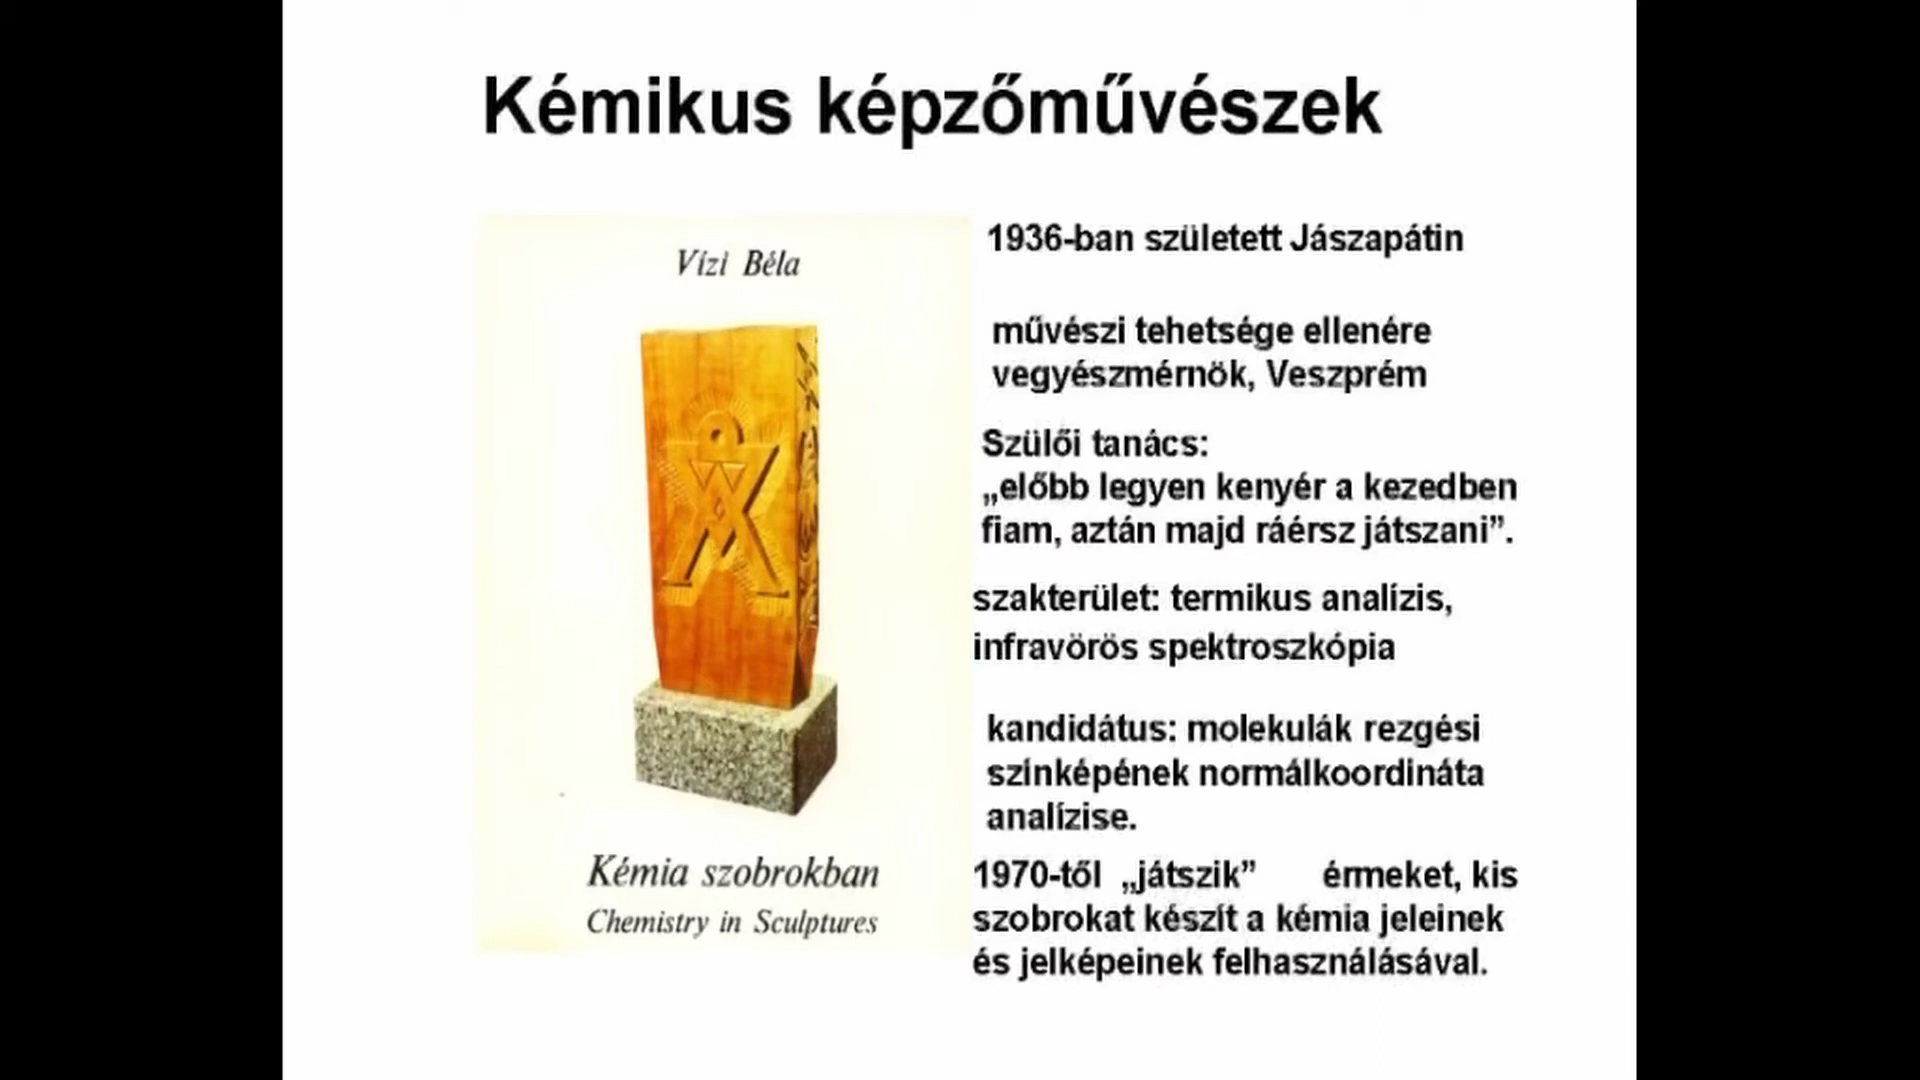 Kémikus képzőművészek
Vízi Béla
Kémia szobrokban
Chemistry in Sculptures
1936-ban született Jászapátin
művészi tehetsége ellenére
vegyészmérnök, Veszprém
Szülői tanács:
„előbb legyen kenyér a kezedben
fiam, aztán majd ráérsz játszani”.
szakterület: termikus analízis,
infravörös spektroszkópia
kandidátus: molekulák rezgési
színképének normálkoordináta
analízise.
1970-től „játszik” érmeket, kis
szobrokat készít a kémia jeleinek
és jelképeinek felhasználásával.